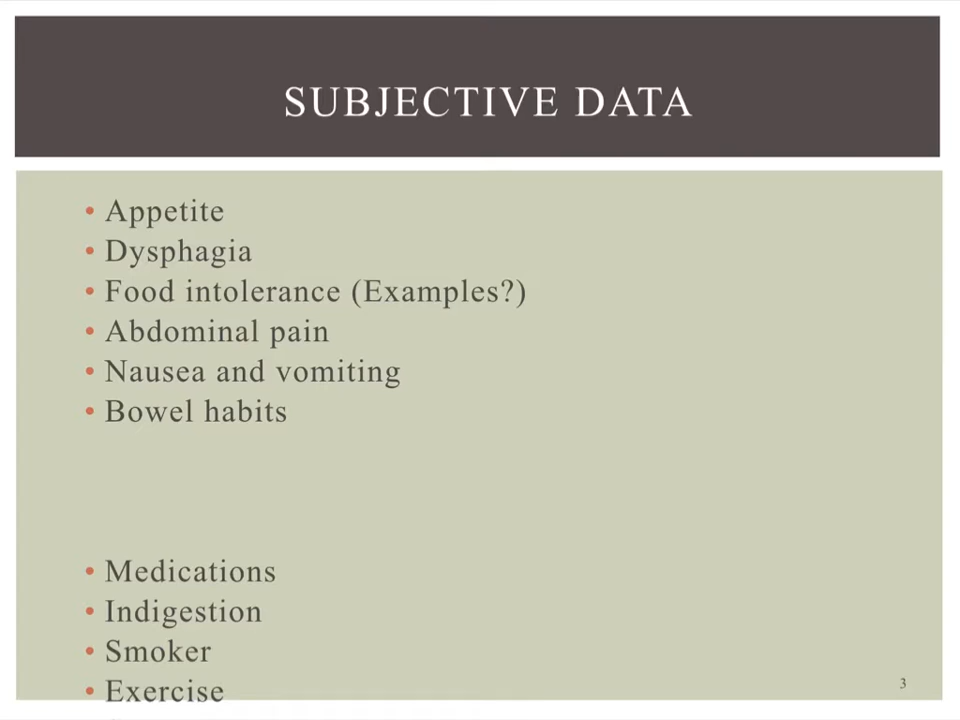 SUBJECTIVE DATA
• Appetite
• Dysphagia
• Food intolerance (Examples?)
• Abdominal pain
• Nausea and vomiting
• Bowel habits
• Medications
• Indigestion
• Smoker
• Exercise
3